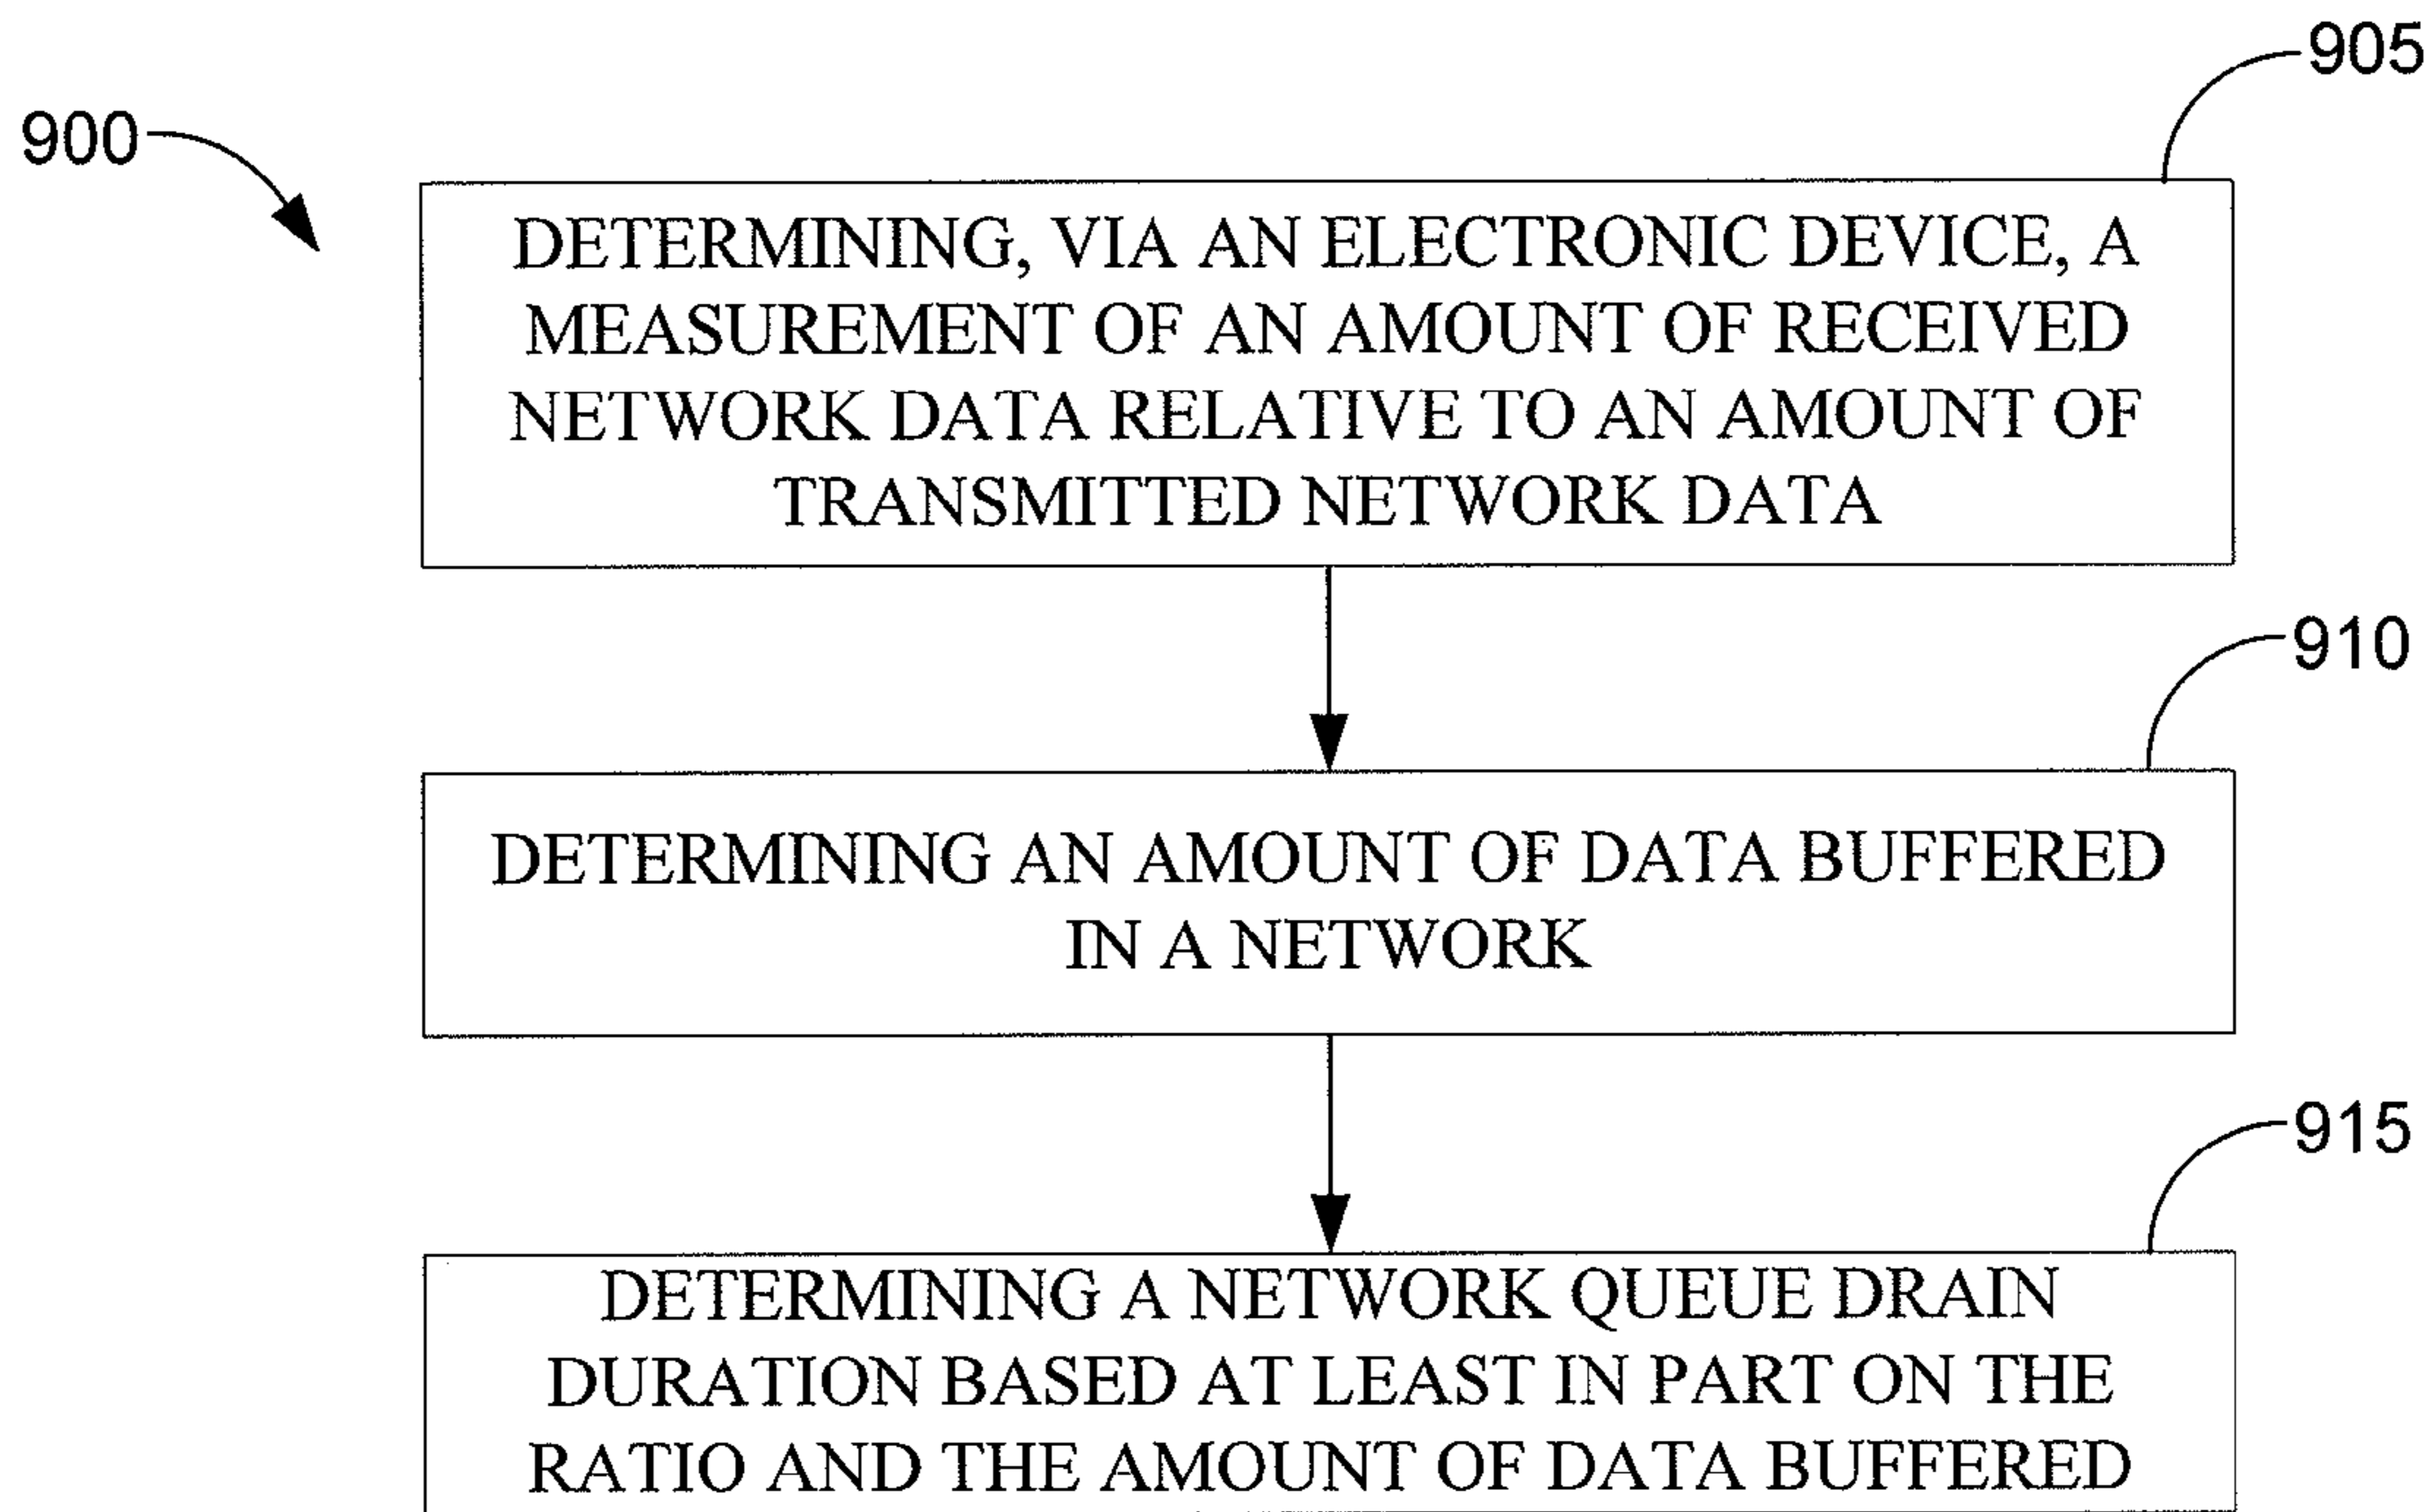 905
900
DETERMINING, VIA AN ELECTRONIC DEVICE, A
MEASUREMENT OF AN AMOUNT OF RECEIVED
NETWORK DATA RELATIVE TO AN AMOUNT OF
TRANSMITTED NETWORK DATA
910
DETERMINING AN AMOUNT OF DATA BUFFERED
IN A NETWORK
915
DETERMINING A NETWORK QUEUE DRAIN
DURATION BASED AT LEAST IN PART ON THE
RATIO AND THE AMOUNT OF DATA BUFFERED